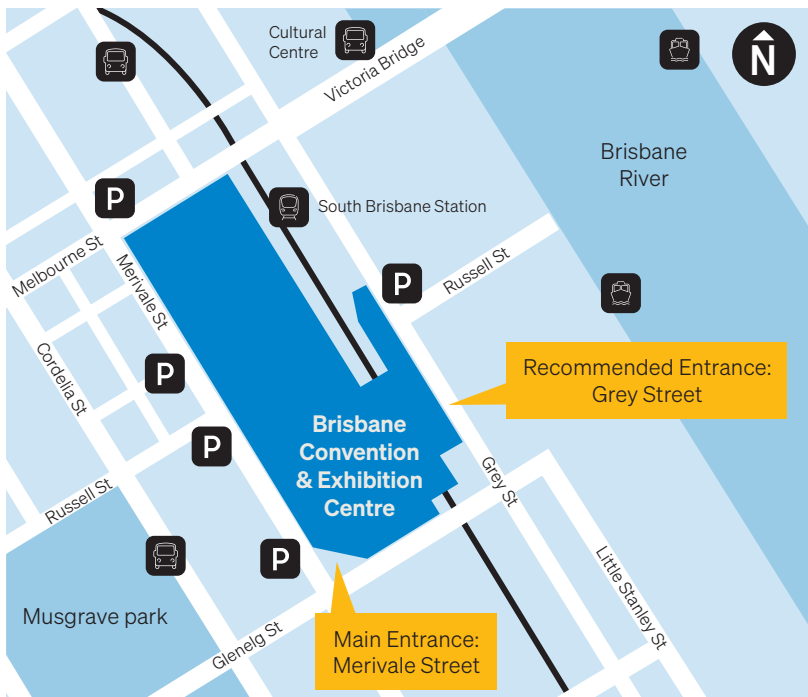 Cultural
Centre
Victoria Bridge
N
Brisbane
River
P
South Brisbane Station
Melbourne St
Merivale St
P
Russell St
Recommended Entrance:
Grey Street
Cordelia St
P
Brisbane
Convention
& Exhibition
Centre
P
Grey St
Russell St
P
Little Stanley St
Musgrave park
Glenelg St
Main Entrance:
Merivale Street